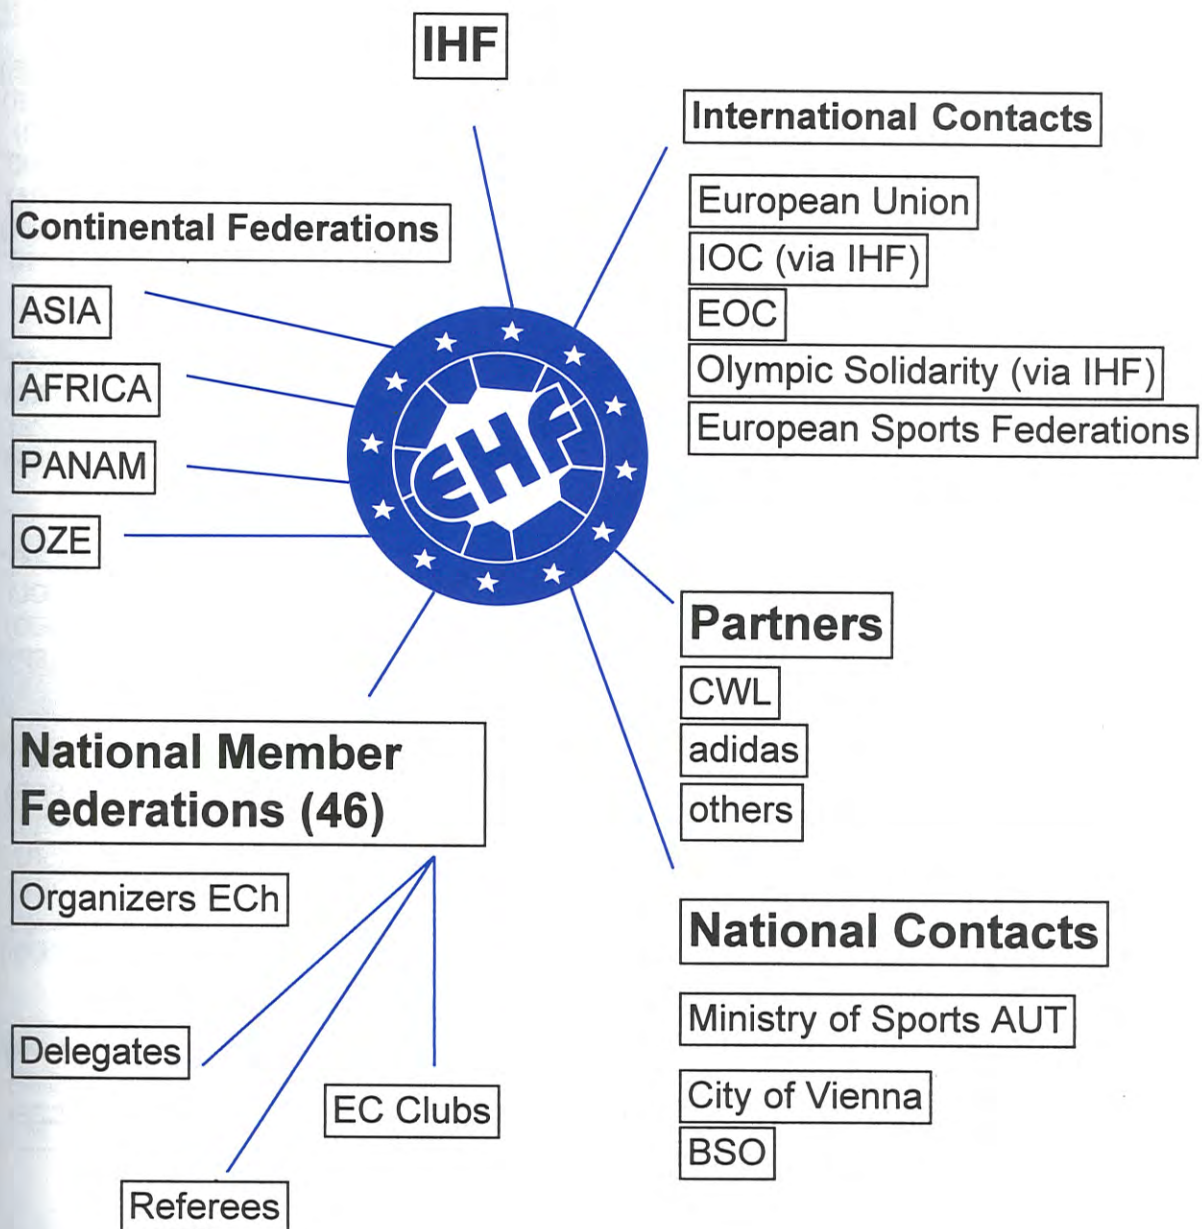 IHF
International Contacts
European Union
IOC (via IHF)
EOC
Olympic Solidarity (via IHF)
European Sports Federations
Continental Federations
ASIA
AFRICA
PANAM
OZE
EHF
Partners
CWL
adidas
others
National Member
Federations (46)
Organizers ECh
Delegates
EC Clubs
Referees
National Contacts
Ministry of Sports AUT
City of Vienna
BSO